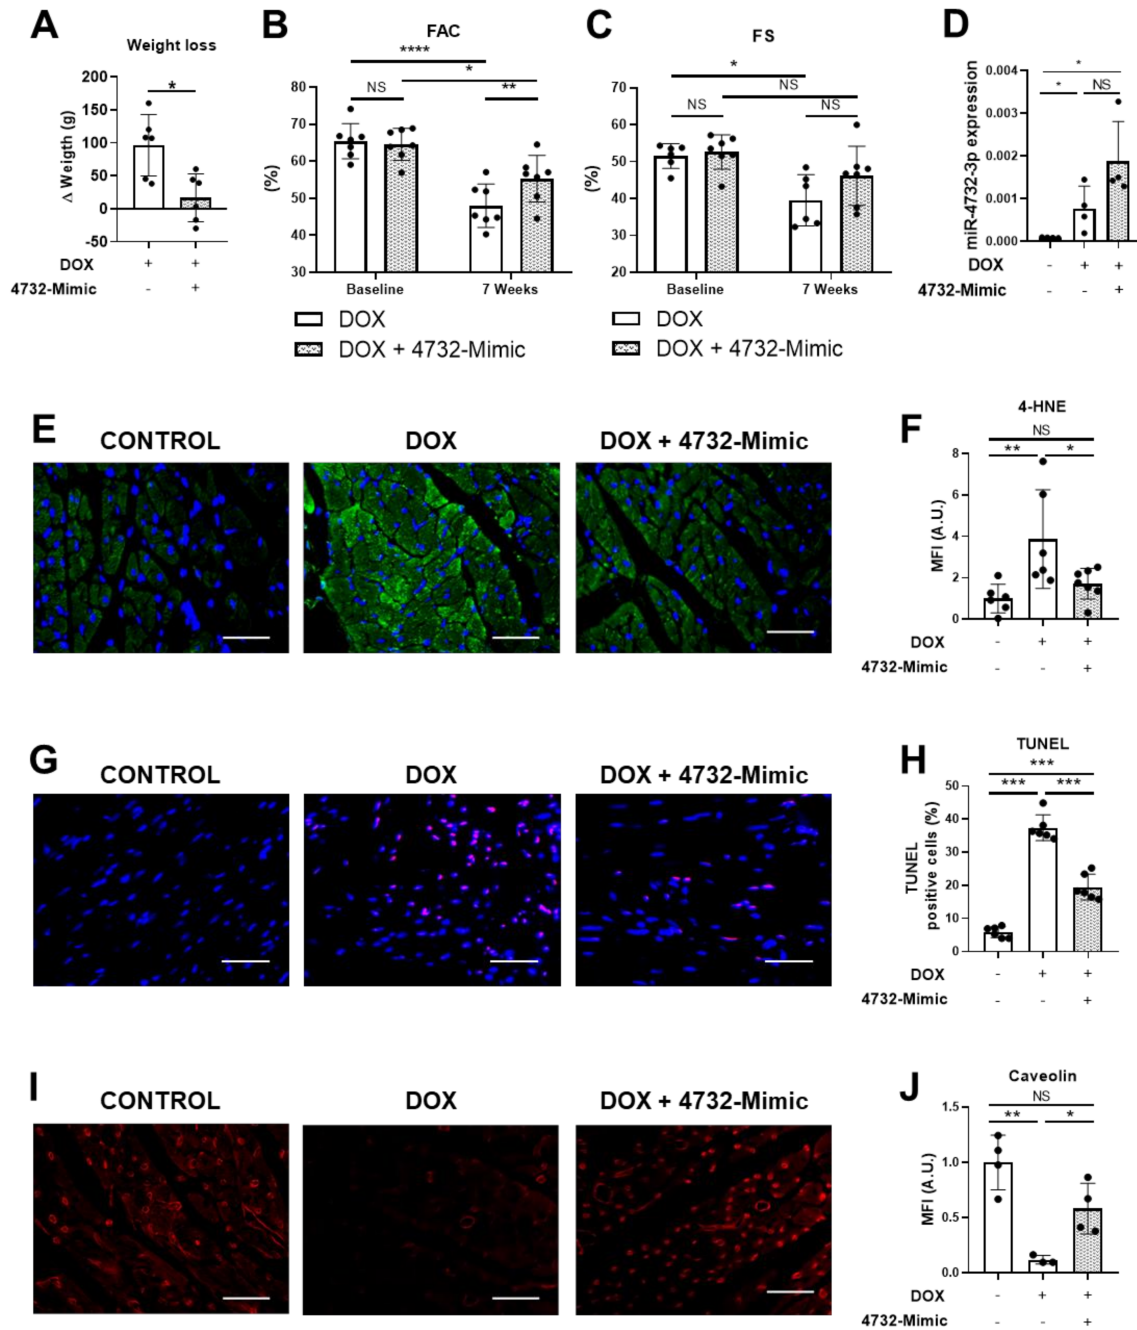 A
Weight loss
Δ Weigth (g)
200
150
100
50
0
-50
*
DOX + +
4732-Mimic - +
B
FAC
(%)
80
70
60
50
40
30
****
*
NS
**
Baseline 7 Weeks
DOX
DOX + 4732-Mimic
C
FS
(%)
70
60
50
40
30
20
*
NS
NS
NS
Baseline 7 Weeks
DOX
DOX + 4732-Mimic
D
miR-4732-3p expression
0.004
0.003
0.002
0.001
0.000
*
* NS
DOX - + +
4732-Mimic - - +
E
CONTROL DOX DOX + 4732-Mimic
F
4-HNE
NS
** *
MFI (A.U.)
8
6
4
2
0
DOX - + +
4732-Mimic - - +
G
CONTROL DOX DOX + 4732-Mimic
H
TUNEL
***
*** ***
TUNEL
positive cells (%)
50
40
30
20
10
0
DOX - + +
4732-Mimic - - +
I
CONTROL DOX DOX + 4732-Mimic
J
Caveolin
NS
** *
MFI (A.U.)
1.5
1.0
0.5
0.0
DOX - + +
4732-Mimic - - +